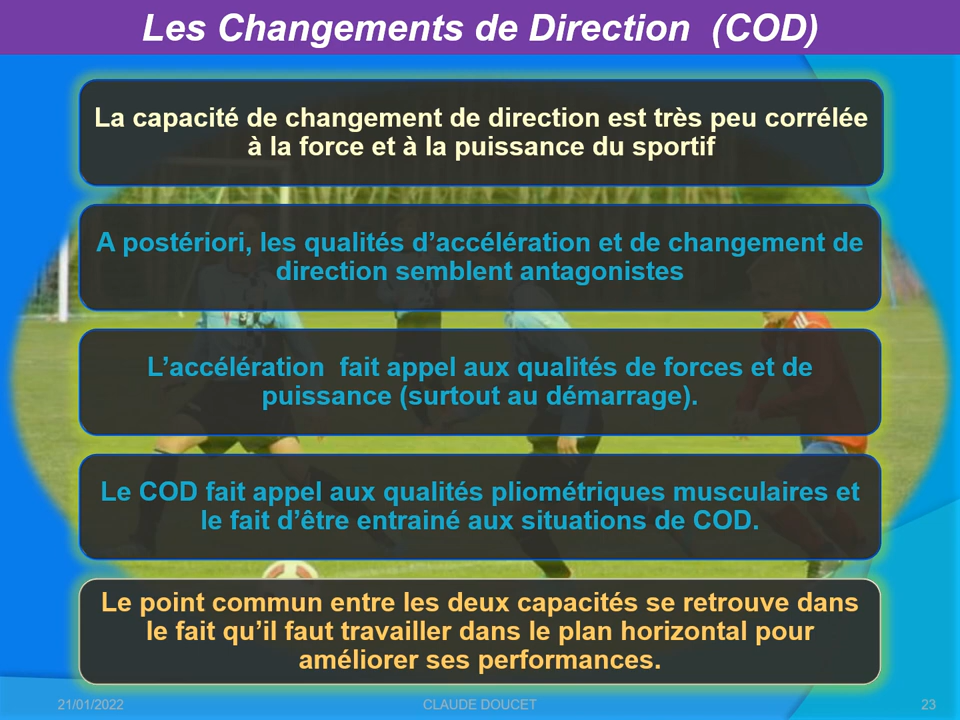 Les Changements de Direction  (COD)
La capacité de changement de direction est très peu corrélée
à la force et à la puissance du sportif
A postériori, les qualités d’accélération et de changement de
direction semblent antagonistes
L’accélération  fait appel aux qualités de forces et de
puissance (surtout au démarrage).
Le COD fait appel aux qualités pliométriques musculaires et
le fait d’être entrainé aux situations de COD.
Le point commun entre les deux capacités se retrouve dans
le fait qu’il faut travailler dans le plan horizontal pour
améliorer ses performances.
21/01/2022
CLAUDE DOUCET
23